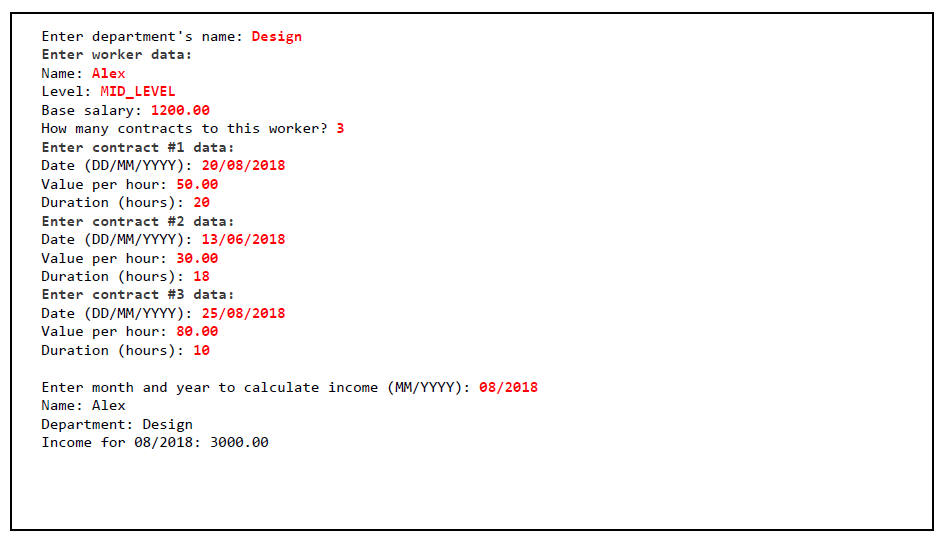 Enter department's name: Design
Enter worker data:
Name: Alex
Level: MID_LEVEL
Base salary: 1200.00
How many contracts to this worker? 3
Enter contract #1 data:
Date (DD/MM/YYYY): 20/08/2018
Value per hour: 50.00
Duration (hours): 20
Enter contract #2 data:
Date (DD/MM/YYYY): 13/06/2018
Value per hour: 30.00
Duration (hours): 18
Enter contract #3 data:
Date (DD/MM/YYYY): 25/08/2018
Value per hour: 80.00
Duration (hours): 10
Enter month and year to calculate income (MM/YYYY): 08/2018
Name: Alex
Department: Design
Income for 08/2018: 3000.00